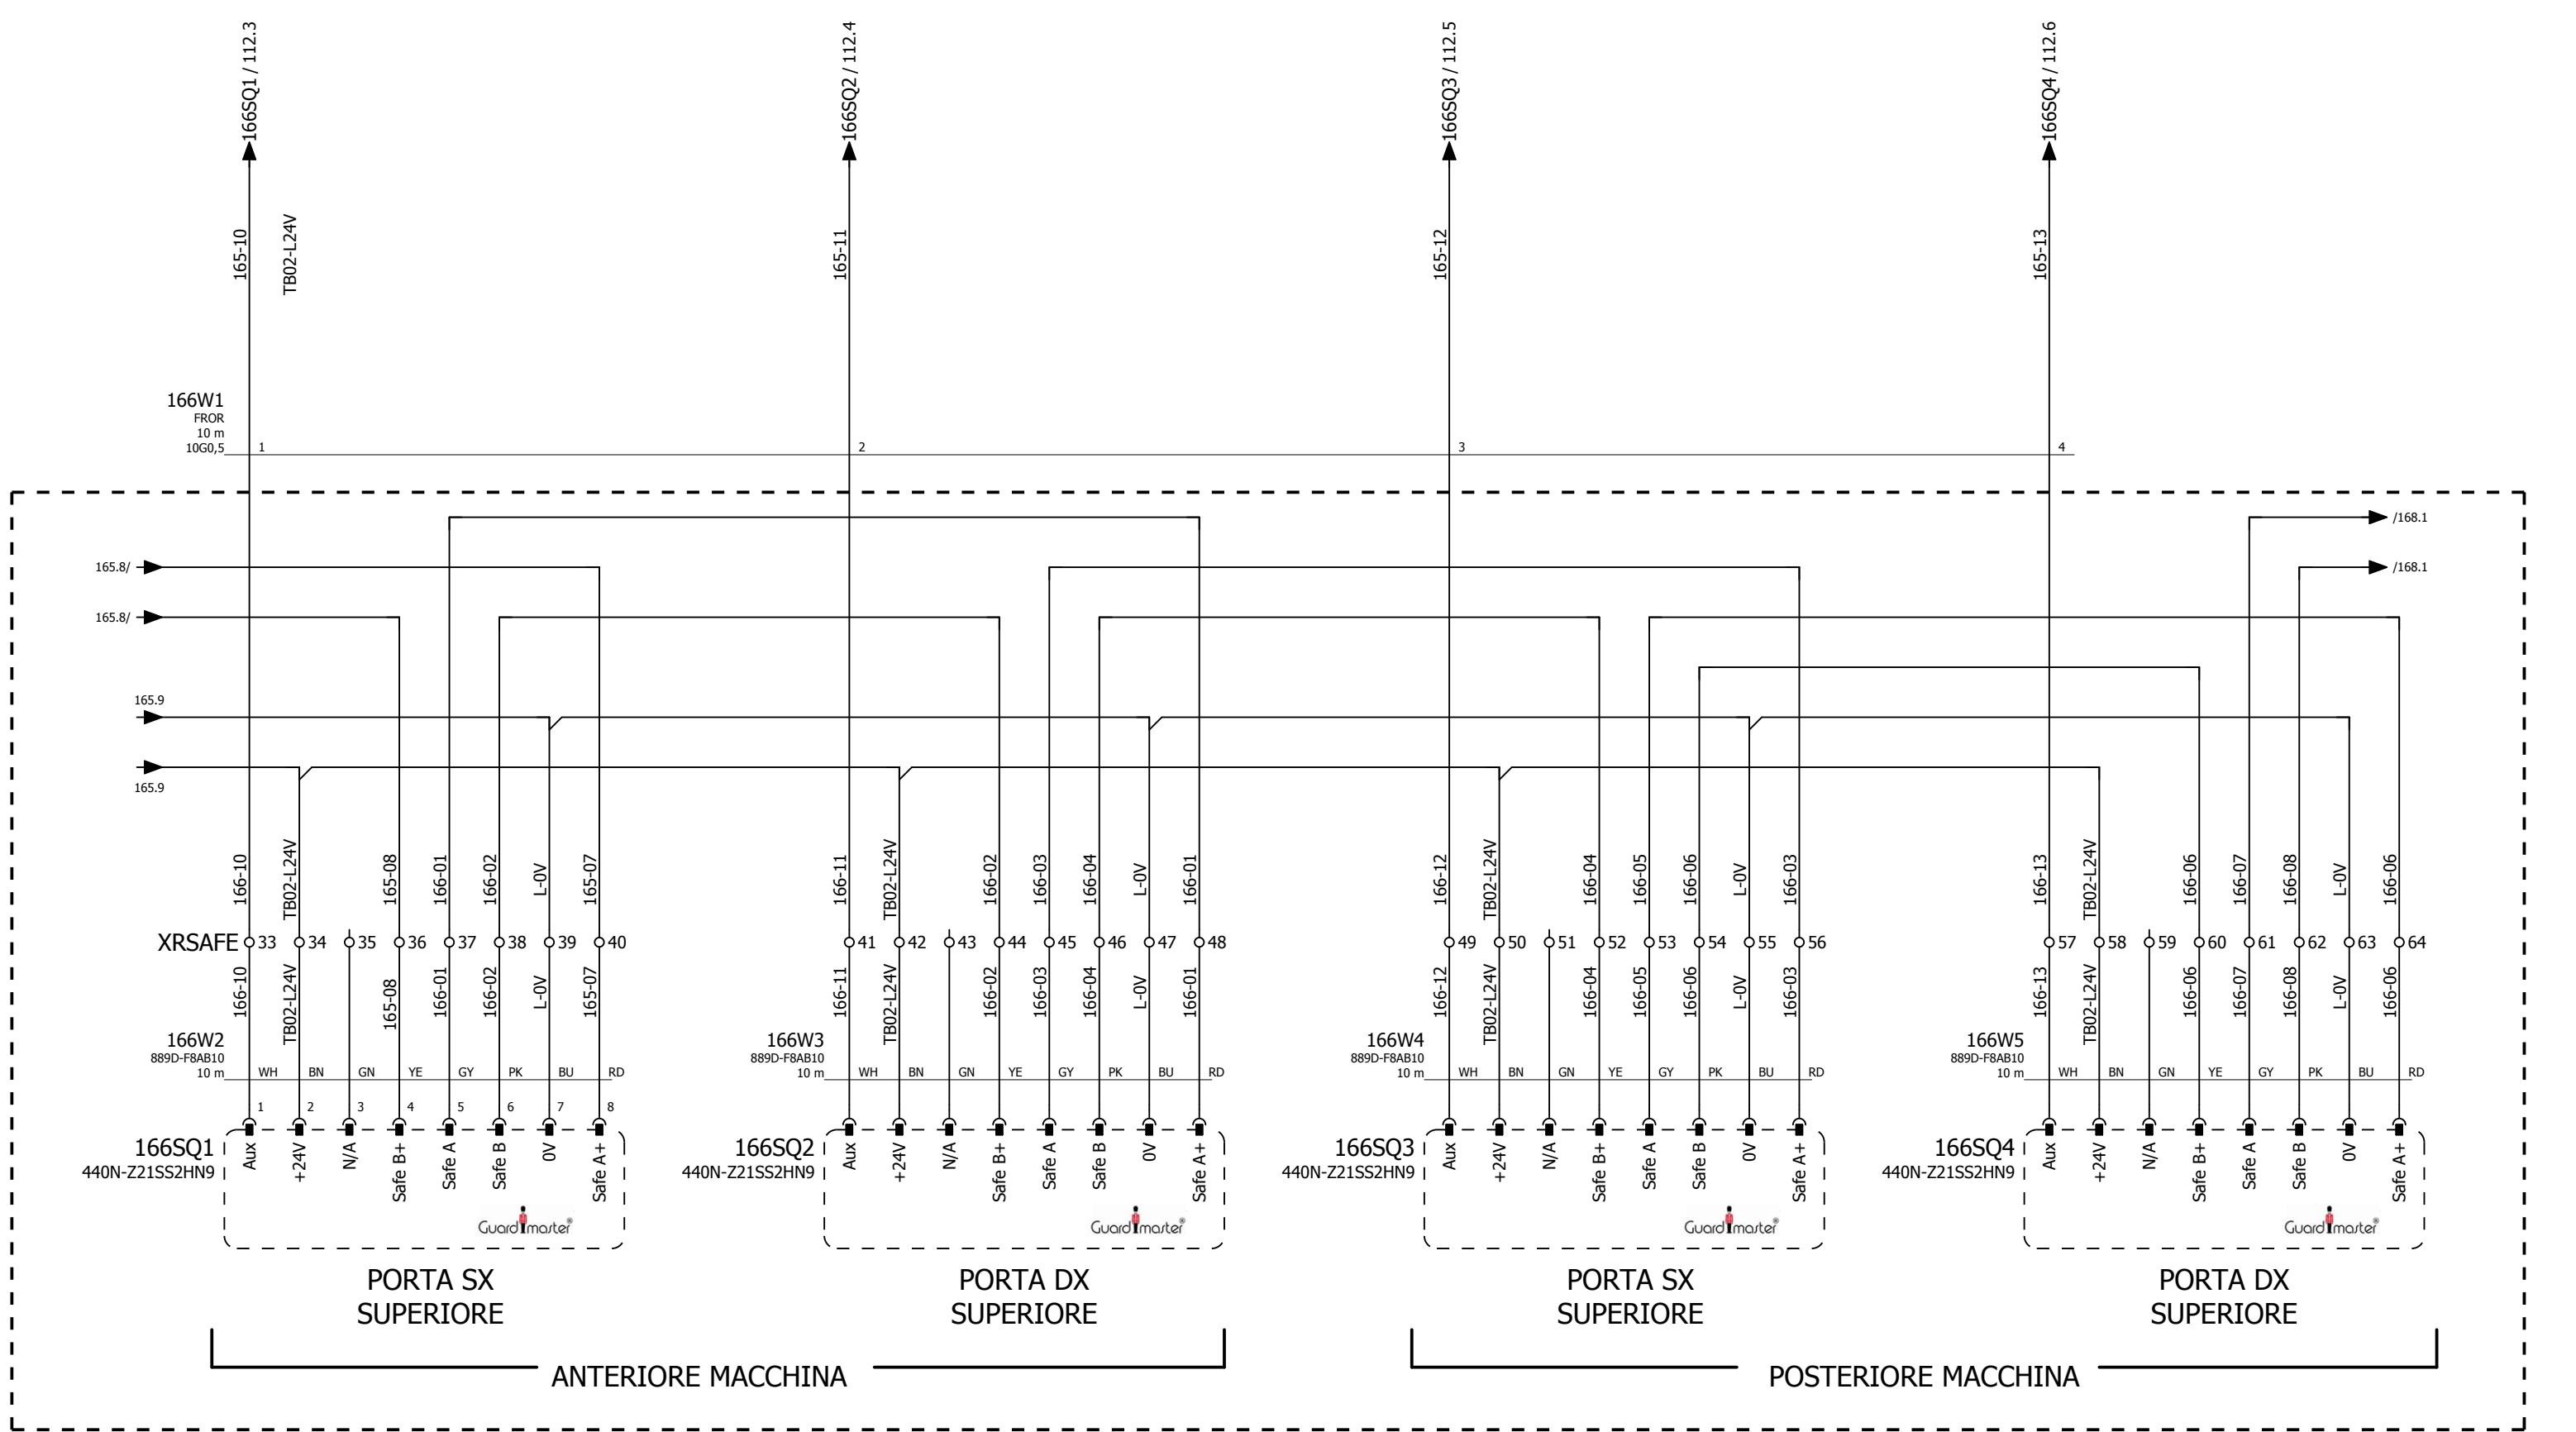 166SQ1 / 112.3
166SQ2 / 112.4
166SQ3 / 112.5
166SQ4 / 112.6
165-10
TB02-L24V
165-11
165-12
165-13
166W1
FROR
10 m
10G0,5
1
2
3
4
/168.1
165.8/
/168.1
165.8/
165.9
165.9
166-10
TB02-L24V
165-08
166-01
166-02
L-0V
165-07
166-11
TB02-L24V
166-02
166-03
166-04
L-0V
166-01
166-12
TB02-L24V
166-04
166-05
166-06
L-0V
166-03
166-13
TB02-L24V
166-06
166-07
166-08
L-0V
166-06
XRSAFE 33 34 35 36 37 38 39 40 41 42 43 44 45 46 47 48 49 50 51 52 53 54 55 56 57 58 59 60 61 62 63 64
166-10
TB02-L24V
165-08
166-01
166-02
L-0V
165-07
166-11
TB02-L24V
166-02
166-03
166-04
L-0V
166-01
166-12
TB02-L24V
166-04
166-05
166-06
L-0V
166-03
166-13
TB02-L24V
166-06
166-07
166-08
L-0V
166-06
166W2
889D-F8AB10
10 m
WH BN GN YE GY PK BU RD
166W3
889D-F8AB10
10 m
WH BN GN YE GY PK BU RD
166W4
889D-F8AB10
10 m
WH BN GN YE GY PK BU RD
166W5
889D-F8AB10
10 m
WH BN GN YE GY PK BU RD
1 2 3 4 5 6 7 8
166SQ1
440N-Z21SS2HN9
Aux
+24V
N/A
Safe B+
Safe A
Safe B
0V
Safe A+
Guardmaster®
166SQ2
440N-Z21SS2HN9
Aux
+24V
N/A
Safe B+
Safe A
Safe B
0V
Safe A+
Guardmaster®
166SQ3
440N-Z21SS2HN9
Aux
+24V
N/A
Safe B+
Safe A
Safe B
0V
Safe A+
Guardmaster®
166SQ4
440N-Z21SS2HN9
Aux
+24V
N/A
Safe B+
Safe A
Safe B
0V
Safe A+
Guardmaster®
PORTA SX
SUPERIORE
PORTA DX
SUPERIORE
PORTA SX
SUPERIORE
PORTA DX
SUPERIORE
ANTERIORE MACCHINA
POSTERIORE MACCHINA